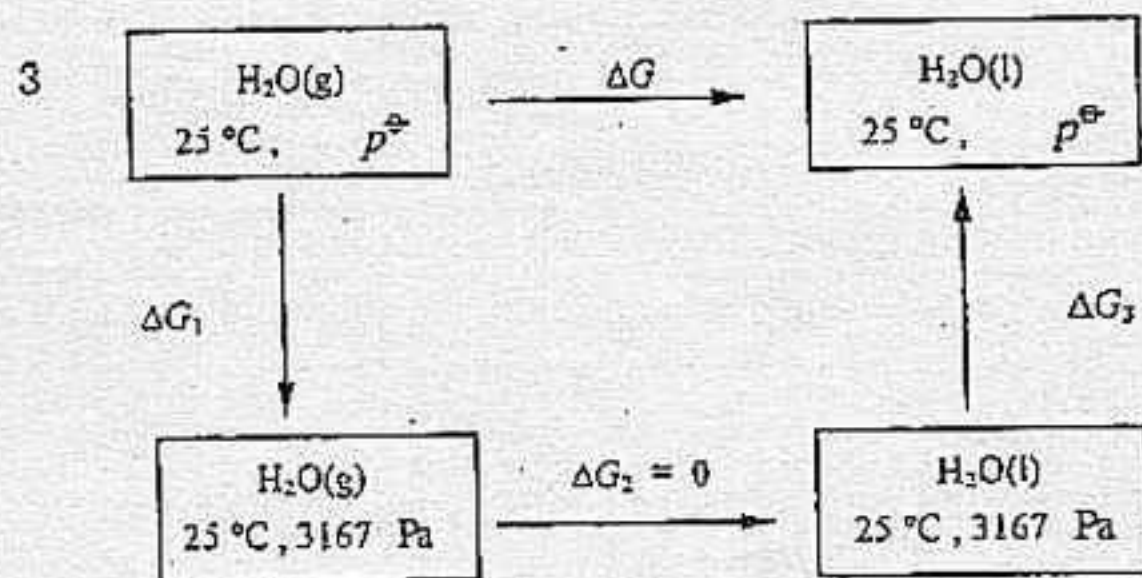 3
H₂O(g)
25 °C, p⊖
ΔG
H₂O(l)
25 °C, p⊖
ΔG₁
ΔG₃
H₂O(g)
25 °C, 3167 Pa
ΔG₂ = 0
H₂O(l)
25 °C, 3167 Pa